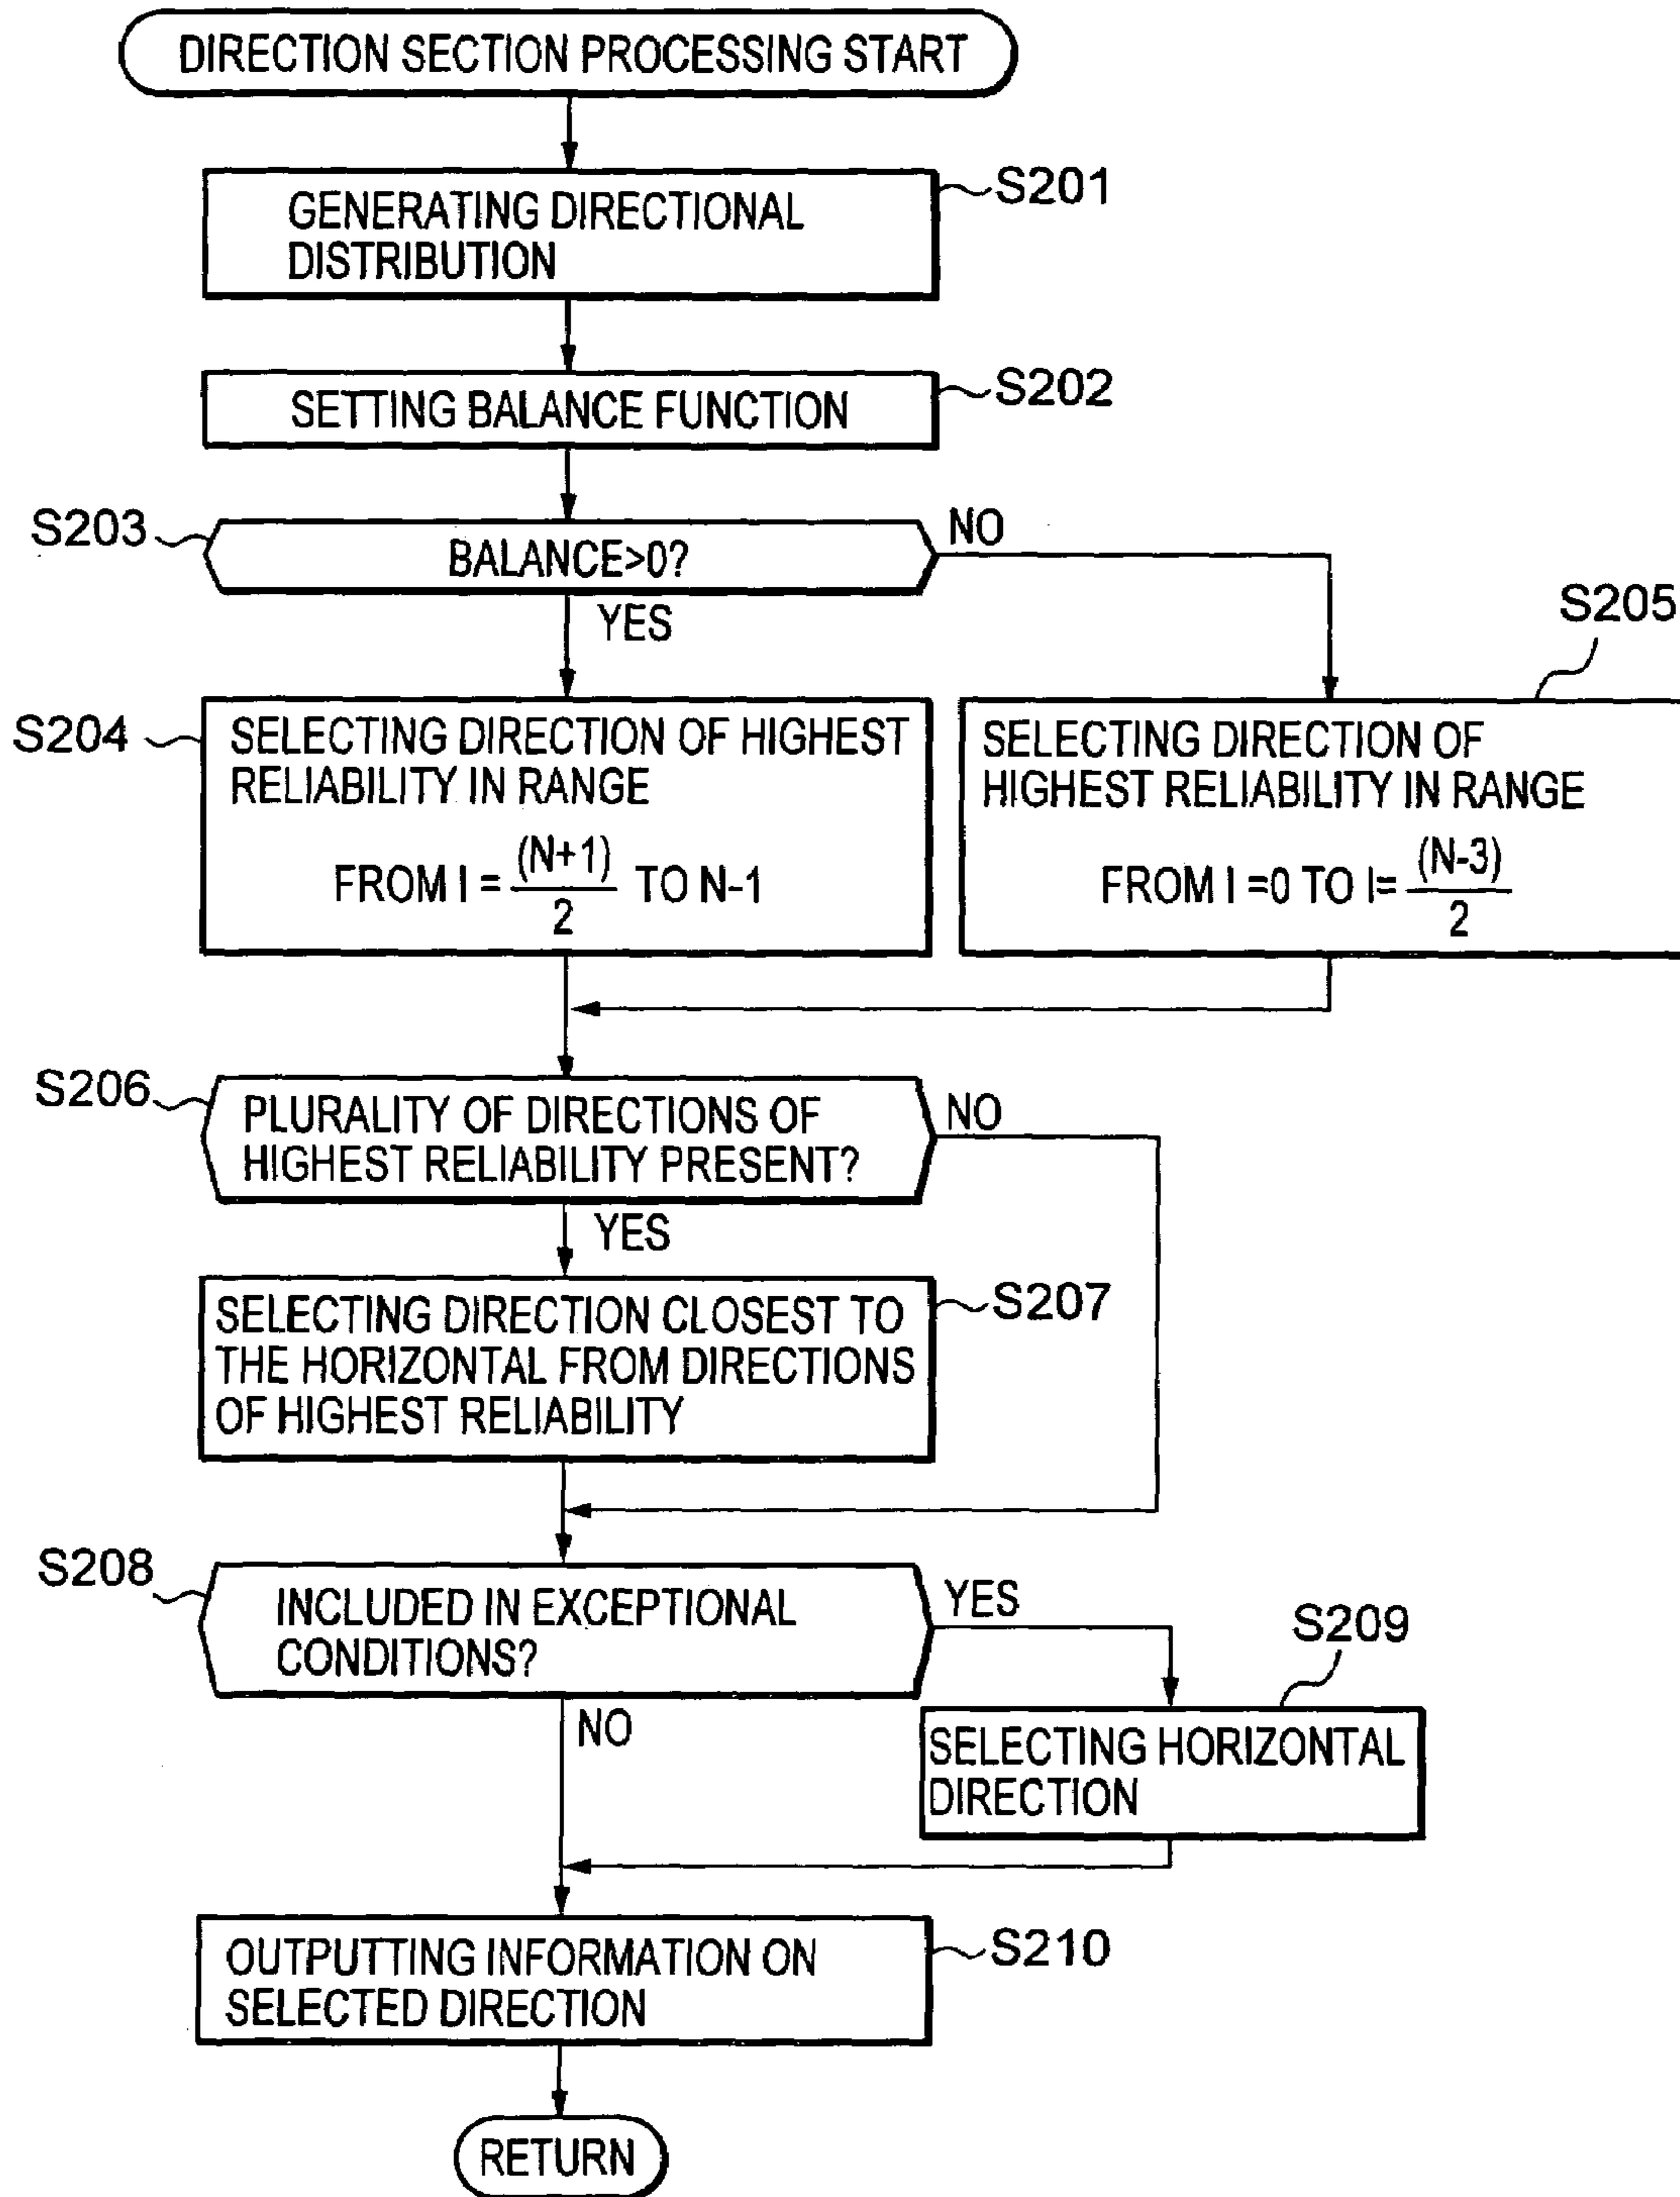 DIRECTION SECTION PROCESSING START
S201
GENERATING DIRECTIONAL
DISTRIBUTION
S202
SETTING BALANCE FUNCTION
S203
BALANCE>0?
NO
YES
S204
SELECTING DIRECTION OF HIGHEST
RELIABILITY IN RANGE
FROM I = (N+1)/2 TO N-1
S205
SELECTING DIRECTION OF
HIGHEST RELIABILITY IN RANGE
FROM I =0 TO I= (N-3)/2
S206
PLURALITY OF DIRECTIONS OF
HIGHEST RELIABILITY PRESENT?
NO
YES
S207
SELECTING DIRECTION CLOSEST TO
THE HORIZONTAL FROM DIRECTIONS
OF HIGHEST RELIABILITY
S208
INCLUDED IN EXCEPTIONAL
CONDITIONS?
YES
NO
S209
SELECTING HORIZONTAL
DIRECTION
S210
OUTPUTTING INFORMATION ON
SELECTED DIRECTION
RETURN